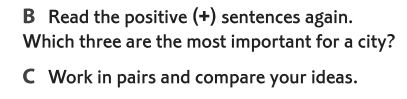 B Read the positive (+) sentences again.
Which three are the most important for a city?
C Work in pairs and compare your ideas.